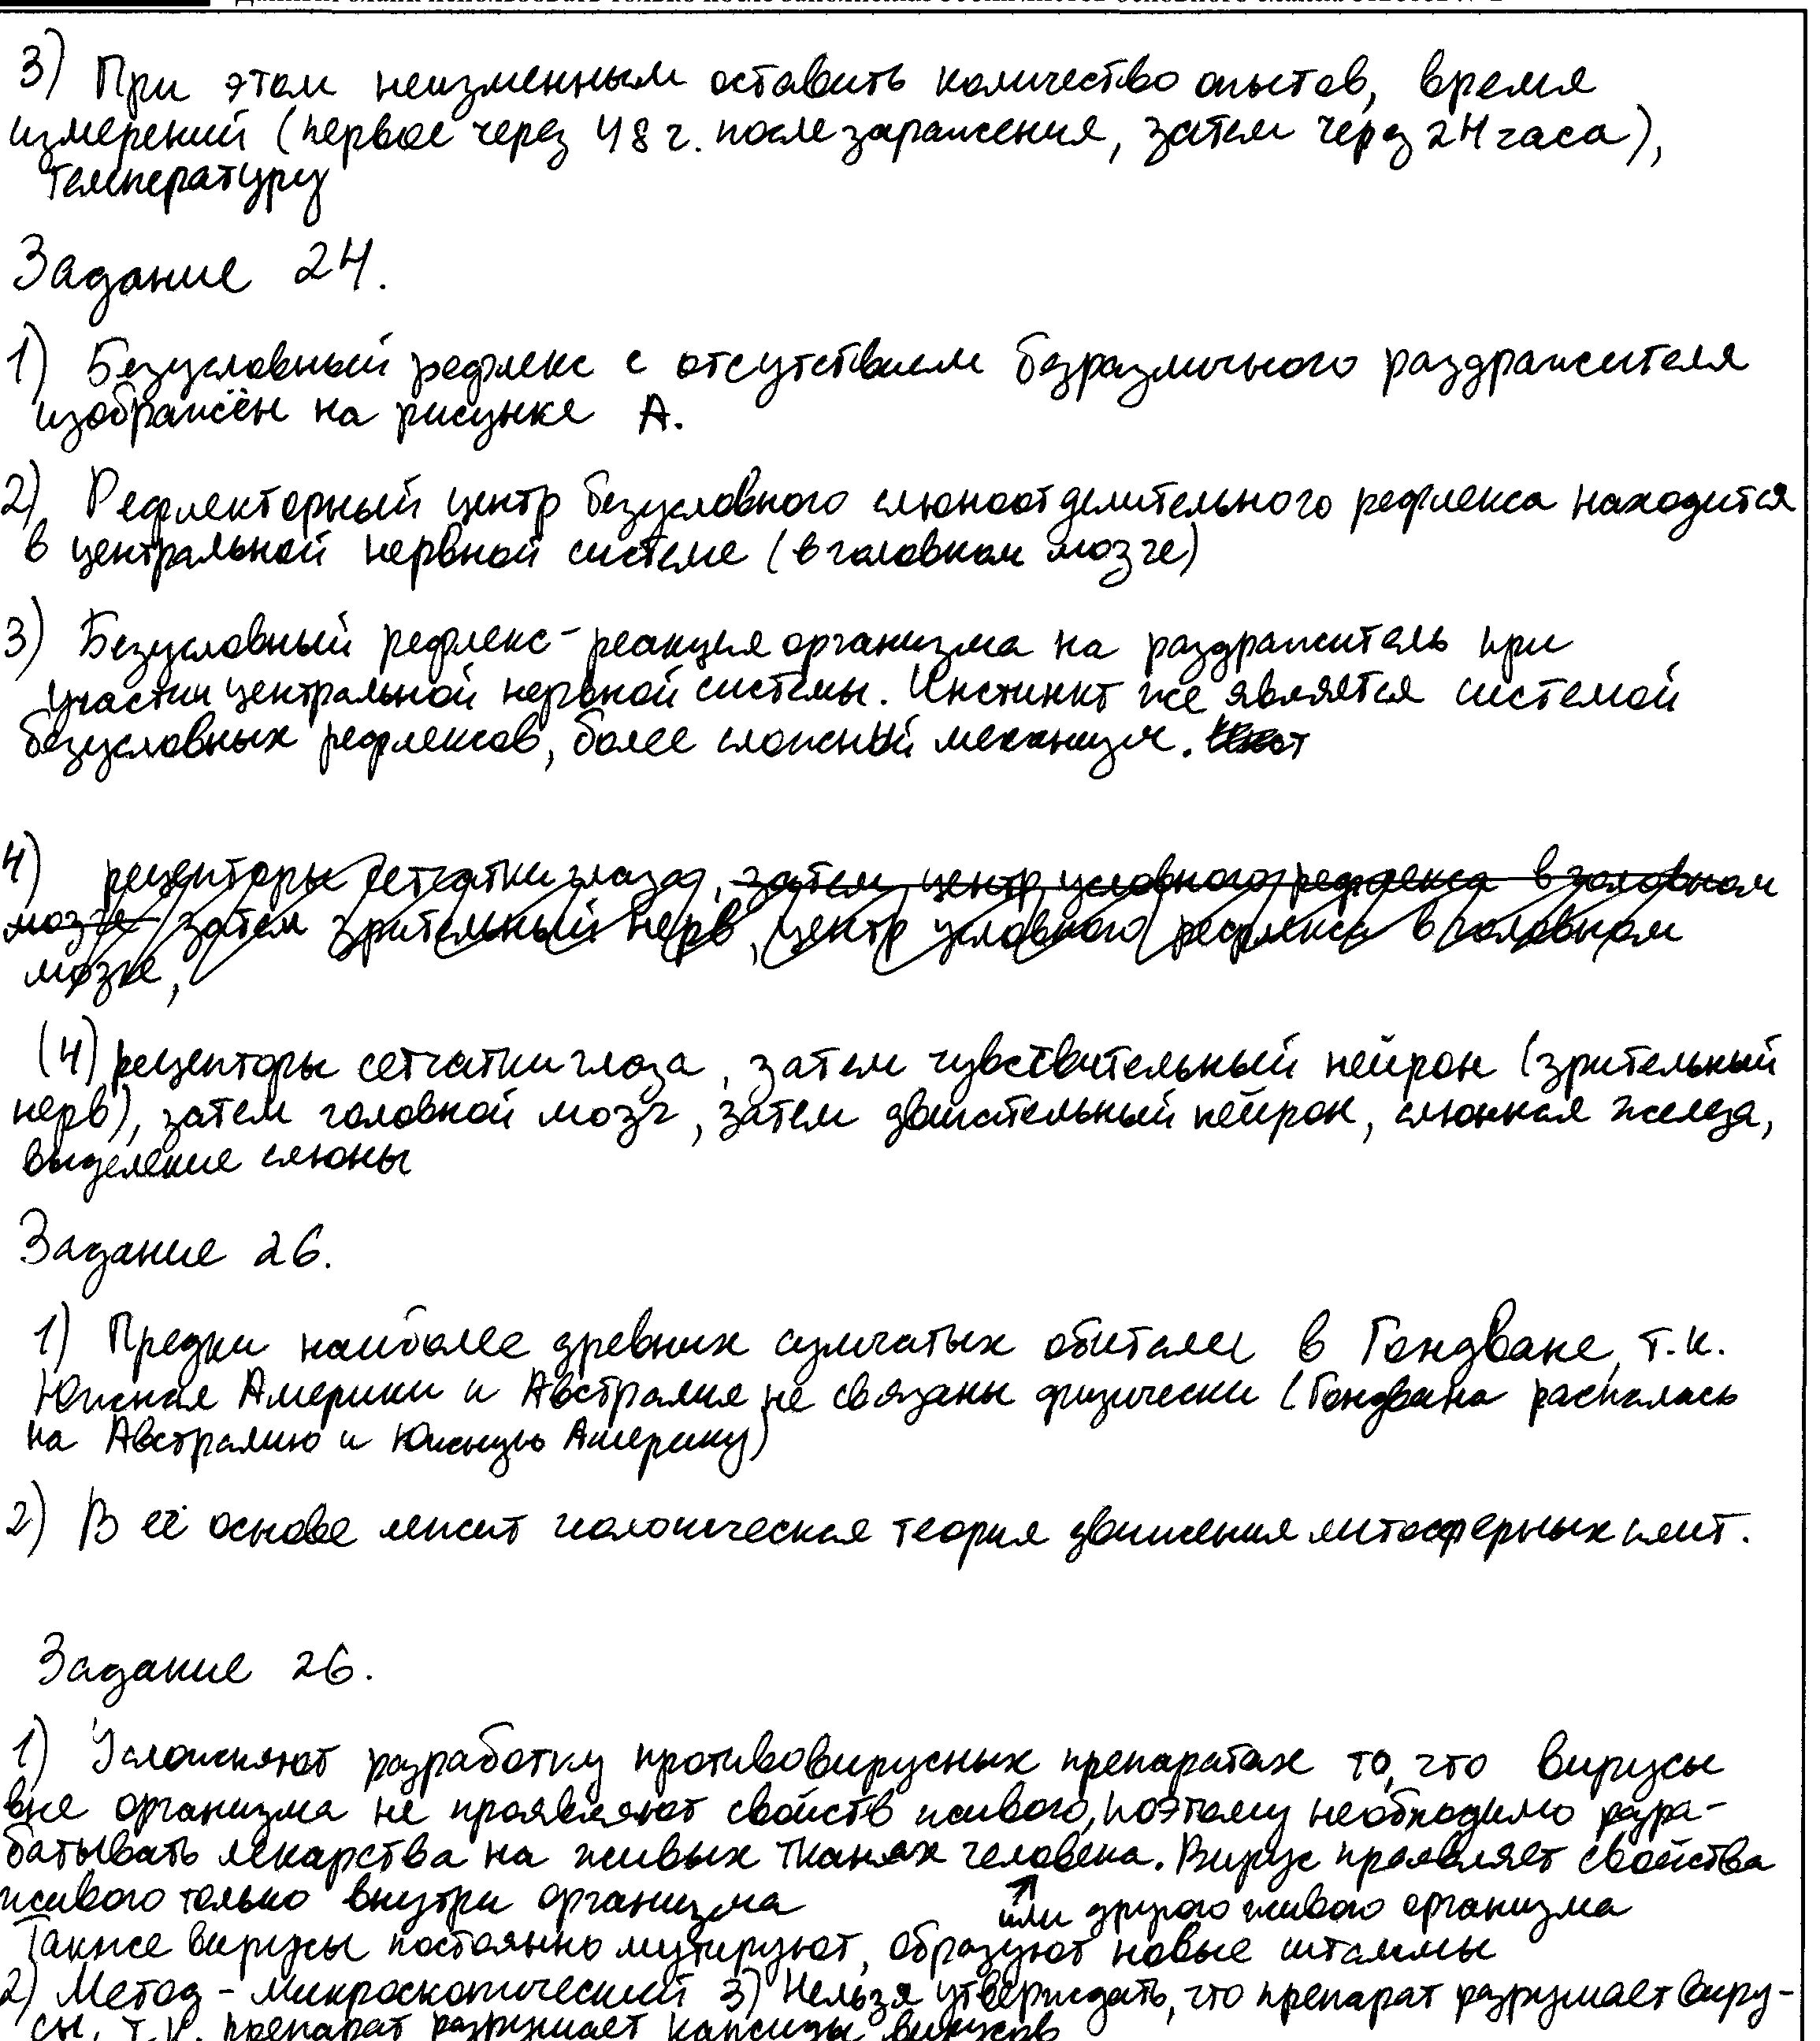 3) При этом неизменным оставить количество опытов, время
измерений (первое через 48 г. после заражения, затем через 24 часа),
температуру
Задание 24.
1) Безусловный рефлекс с отсутствием безразличного раздражителя
изображён на рисунке А.
2) Рефлекторный центр безусловного слюноотделительного рефлекса находится
в центральной нервной системе (в головном мозге)
3) Безусловный рефлекс - реакция организма на раздражитель при
участии центральной нервной системы. Инстинкт же является системой
безусловных рефлексов, более сложный механизм.
4) рецепторы сетчатки глаза, затем центр условного рефлекса в головном
мозге затем зрительный нерв, центр условного рефлекса в головном
мозге,
(4) рецепторы сетчатки глаза, затем чувствительный нейрон (зрительный
нерв), затем головной мозг, затем двигательный нейрон, слюнная железа,
выделение слюны
Задание 26.
1) Предки наиболее древних сумчатых обитали в Гондване, т.к.
Южная Америки и Австралия не связаны физически (Гондвана распалась
на Австралию и Южную Америку)
2) В её основе лежит теория движения литосферных плит.
Задание 26.
1) Усложняют разработку противовирусных препаратах то, что вирусы
вне организма не проявляют свойств живого, поэтому необходимо разра-
батывать лекарства на живых тканях человека. Вирус проявляет свойства
живого только внутри организма
или другого живого организма
Также вирусы постоянно мутируют, образуют новые штаммы
2) Метод - микроскопический 3) Нельзя утверждать, что препарат разрушает виру-
сы, т.к. препарат разрушает капсиды вирусов